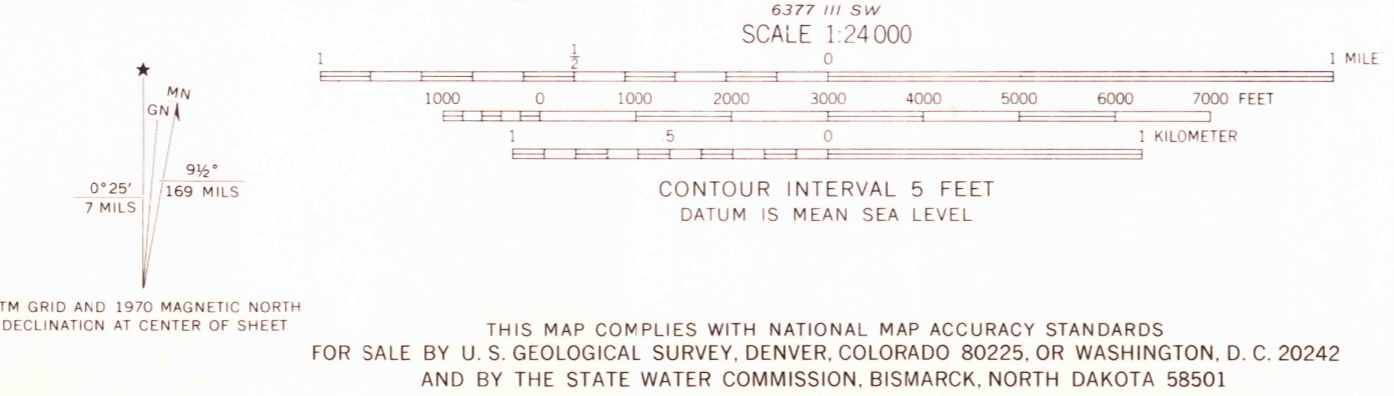 6377 III SW
SCALE 1:24 000
1 ½ 0 1 MILE
1000 0 1000 2000 3000 4000 5000 6000 7000 FEET
1 .5 0 1 KILOMETER
CONTOUR INTERVAL 5 FEET
DATUM IS MEAN SEA LEVEL
MN
GN
9½°
169 MILS
0°25′
7 MILS
TM GRID AND 1970 MAGNETIC NORTH
DECLINATION AT CENTER OF SHEET
THIS MAP COMPLIES WITH NATIONAL MAP ACCURACY STANDARDS
FOR SALE BY U. S. GEOLOGICAL SURVEY, DENVER, COLORADO 80225, OR WASHINGTON, D. C. 20242
AND BY THE STATE WATER COMMISSION, BISMARCK, NORTH DAKOTA 58501